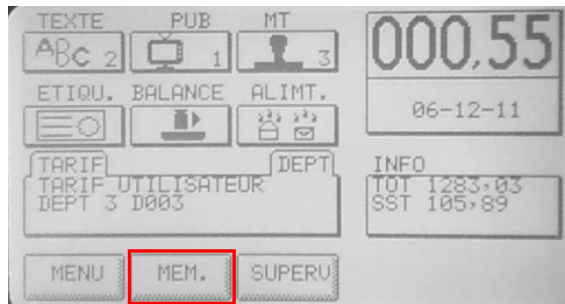 TEXTE PUB MT
ABC 2 1 3
000,55
ETIQU. BALANCE ALIMT.
06-12-11
TARIF DEPT
TARIF UTILISATEUR
DEPT 3 D003
INFO
TOT 1283,03
SST 105,89
MENU MEM. SUPERV